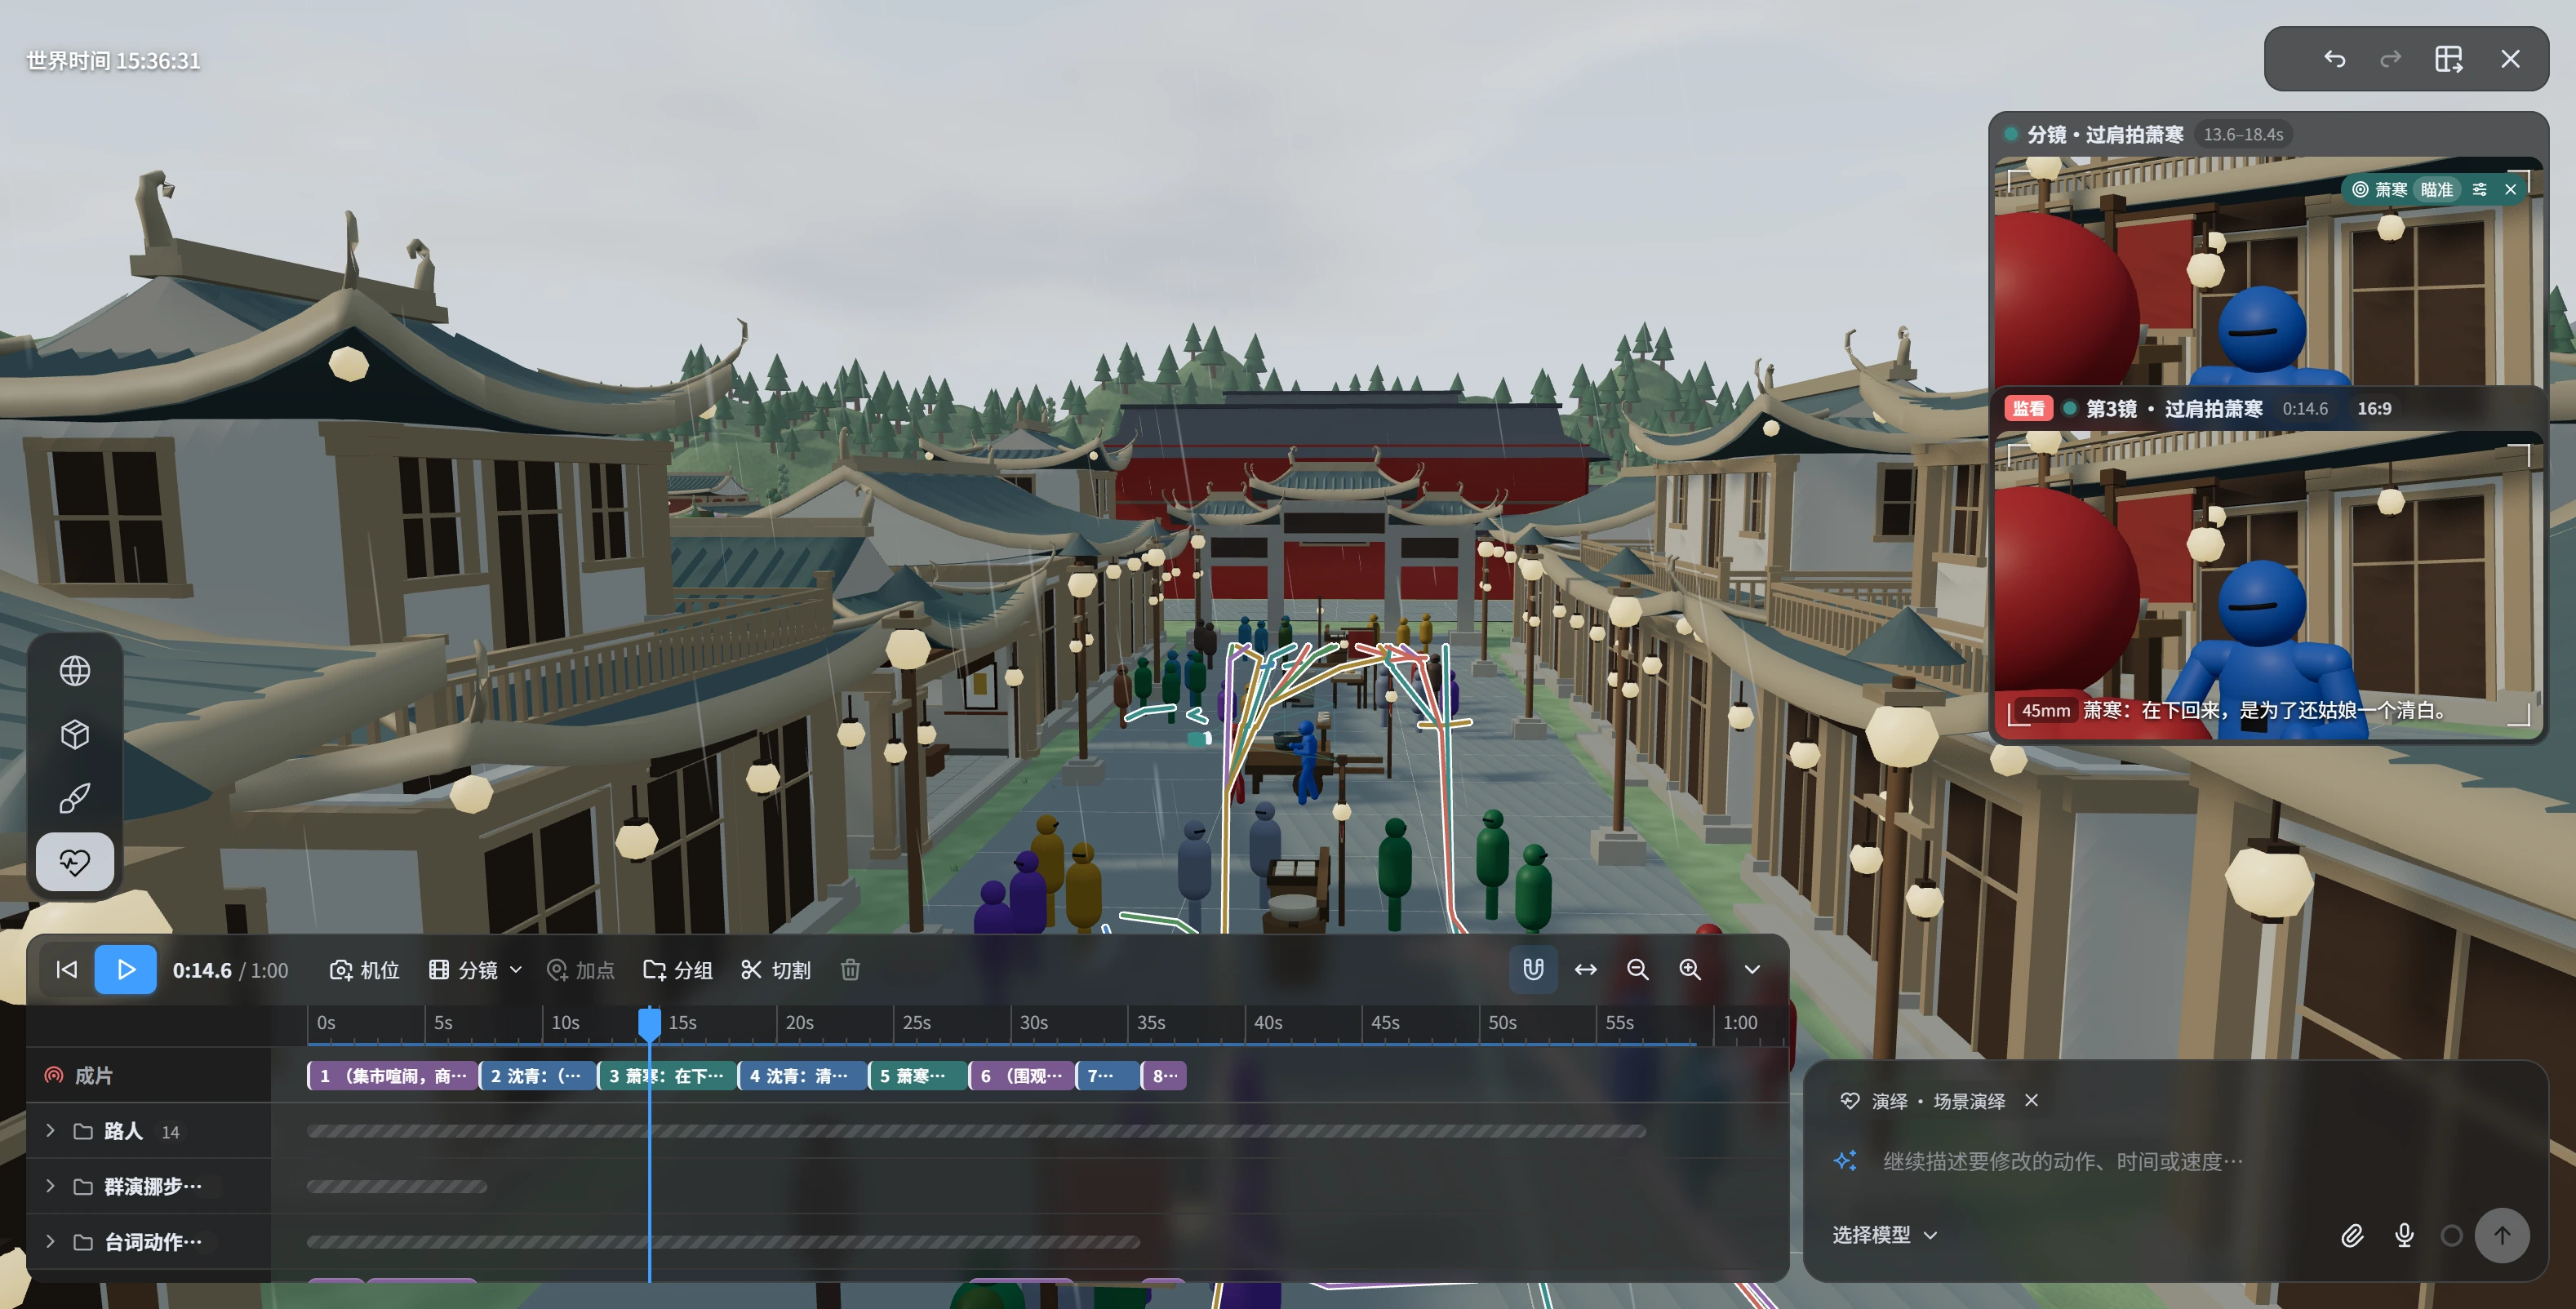 世界时间 15:36:31
分镜 • 过肩拍萧寒 13.6–18.4s
萧寒 瞄准
监看 第3镜 • 过肩拍萧寒 0:14.6 16:9
45mm 萧寒：在下回来，是为了还姑娘一个清白。
0:14.6 / 1:00 机位 分镜 加点 分组 切割
0s 5s 10s 15s 20s 25s 30s 35s 40s 45s 50s 55s 1:00
成片 1 （集市喧闹，商… 2 沈青：（… 3 萧寒：在下… 4 沈青：清… 5 萧寒… 6 （围观… 7… 8…
路人 14
群演挪步…
台词动作…
演绎 • 场景演绎
继续描述要修改的动作、时间或速度…
选择模型